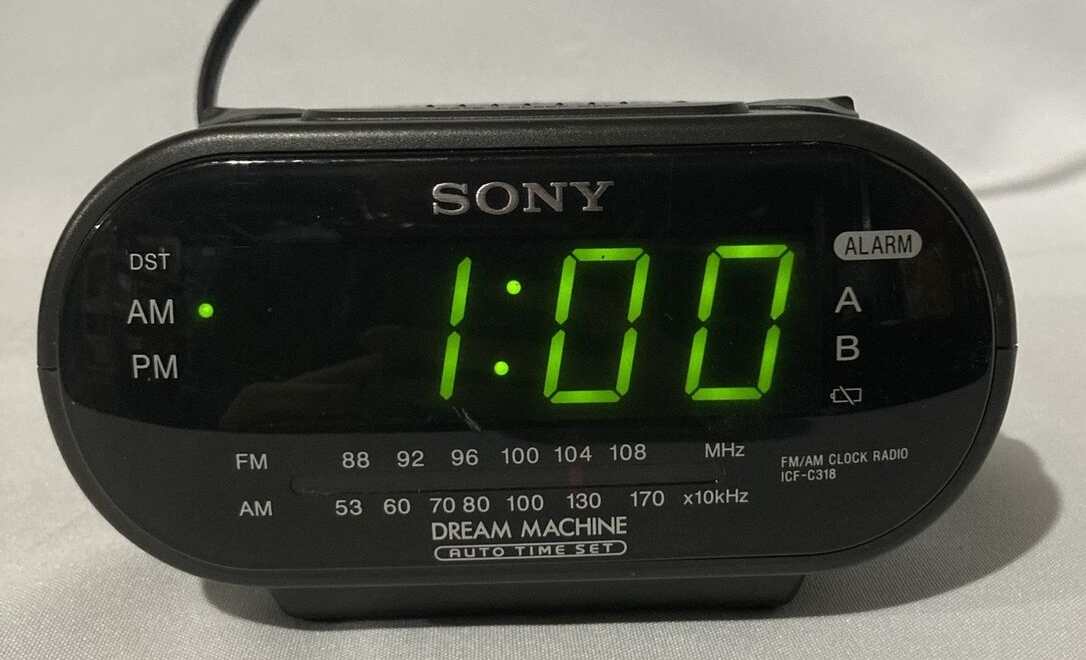 SONY
DST
AM
PM
1:00
ALARM
A
B
FM 88 92 96 100 104 108 MHz
AM 53 60 70 80 100 130 170 x10kHz
FM/AM CLOCK RADIO
ICF-C318
DREAM MACHINE
AUTO TIME SET